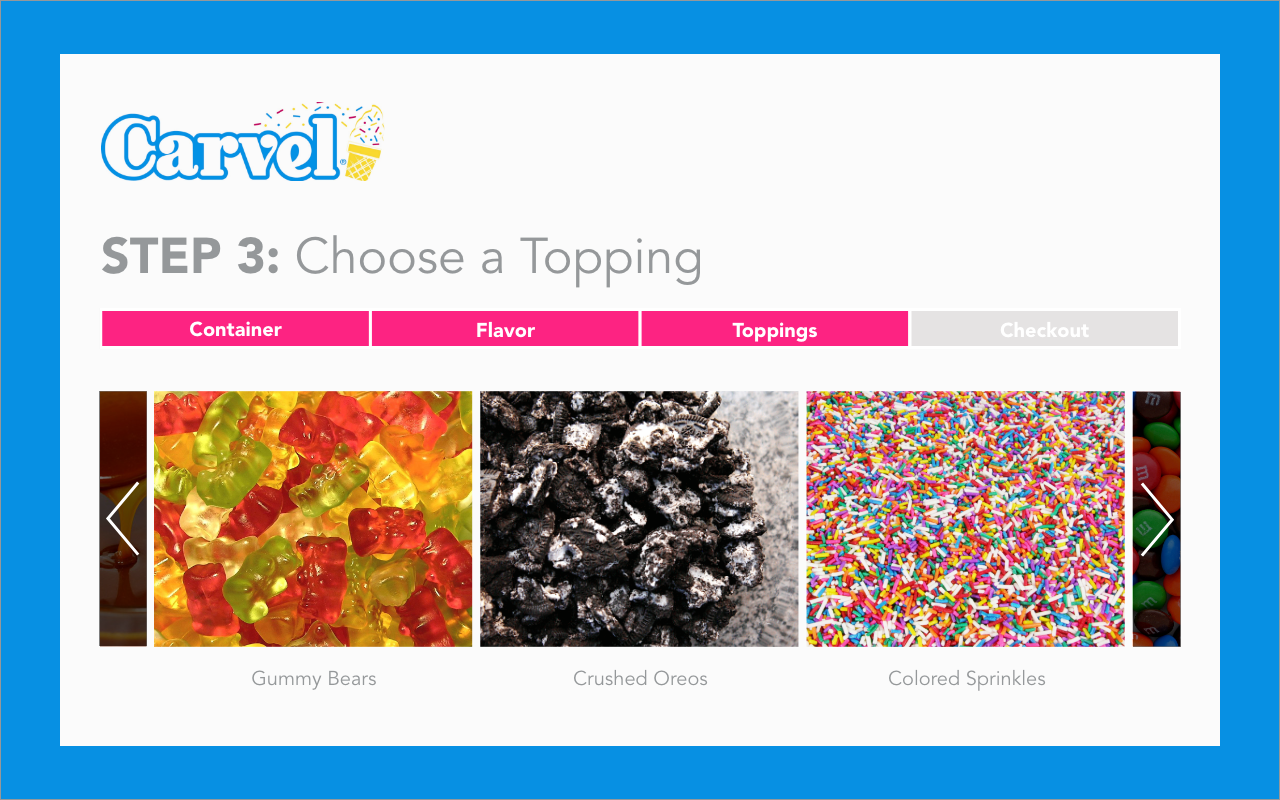 Carvel®
STEP 3: Choose a Topping
Container Flavor Toppings Checkout
m
m
m
m
Gummy Bears Crushed Oreos Colored Sprinkles